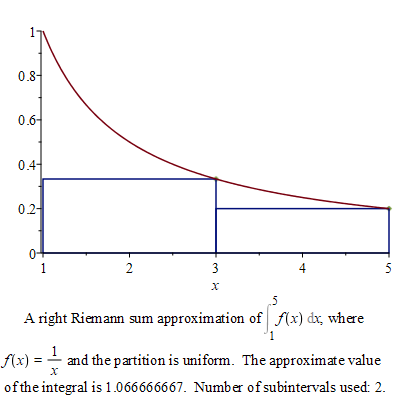 1
0.8
0.6
0.4
0.2
0
1 2 3 4 5
x
A right Riemann sum approximation of ∫₁⁵ f(x) dx, where
f(x) = 1/x and the partition is uniform. The approximate value
of the integral is 1.066666667. Number of subintervals used: 2.